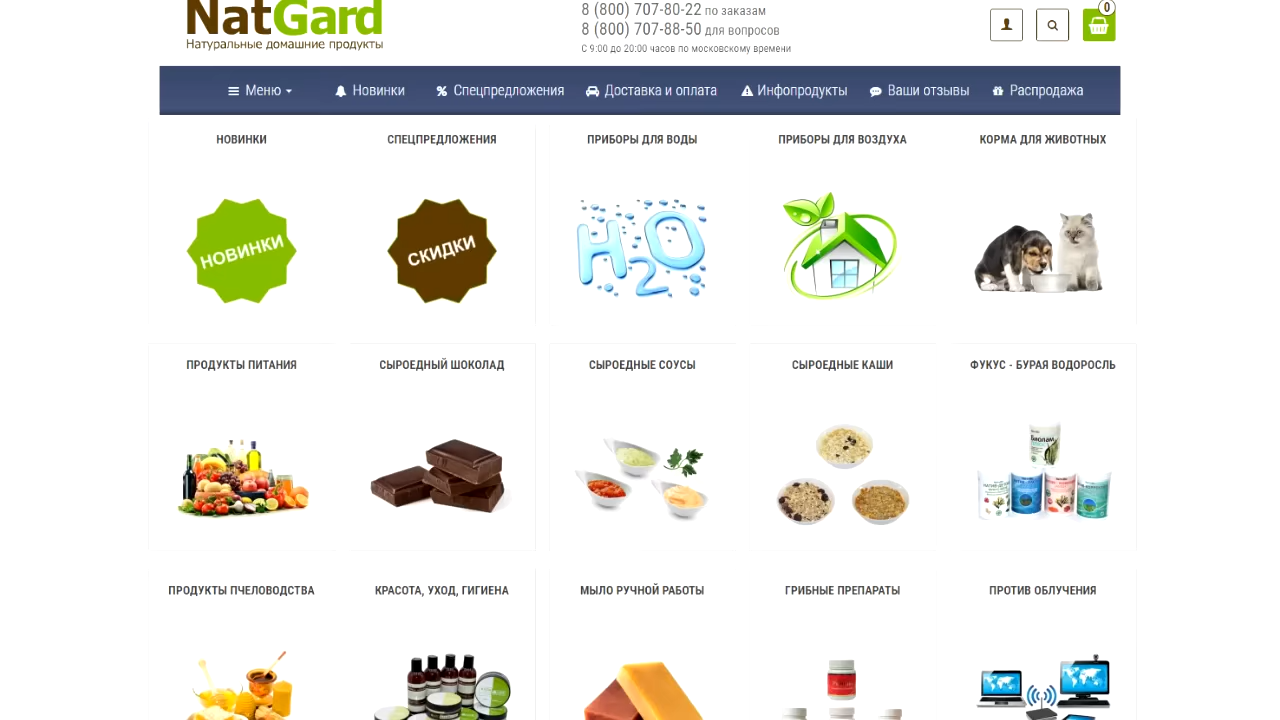 NatGard
Натуральные домашние продукты
8 (800) 707-80-22 по заказам
8 (800) 707-88-50 для вопросов
С 9:00 до 20:00 часов по московскому времени
0
Меню
Новинки
Спецпредложения
Доставка и оплата
Инфопродукты
Ваши отзывы
Распродажа
НОВИНКИ
СПЕЦПРЕДЛОЖЕНИЯ
ПРИБОРЫ ДЛЯ ВОДЫ
ПРИБОРЫ ДЛЯ ВОЗДУХА
КОРМА ДЛЯ ЖИВОТНЫХ
НОВИНКИ
СКИДКИ
H2O
ПРОДУКТЫ ПИТАНИЯ
СЫРОЕДНЫЙ ШОКОЛАД
СЫРОЕДНЫЕ СОУСЫ
СЫРОЕДНЫЕ КАШИ
ФУКУС - БУРАЯ ВОДОРОСЛЬ
ПРОДУКТЫ ПЧЕЛОВОДСТВА
КРАСОТА, УХОД, ГИГИЕНА
МЫЛО РУЧНОЙ РАБОТЫ
ГРИБНЫЕ ПРЕПАРАТЫ
ПРОТИВ ОБЛУЧЕНИЯ